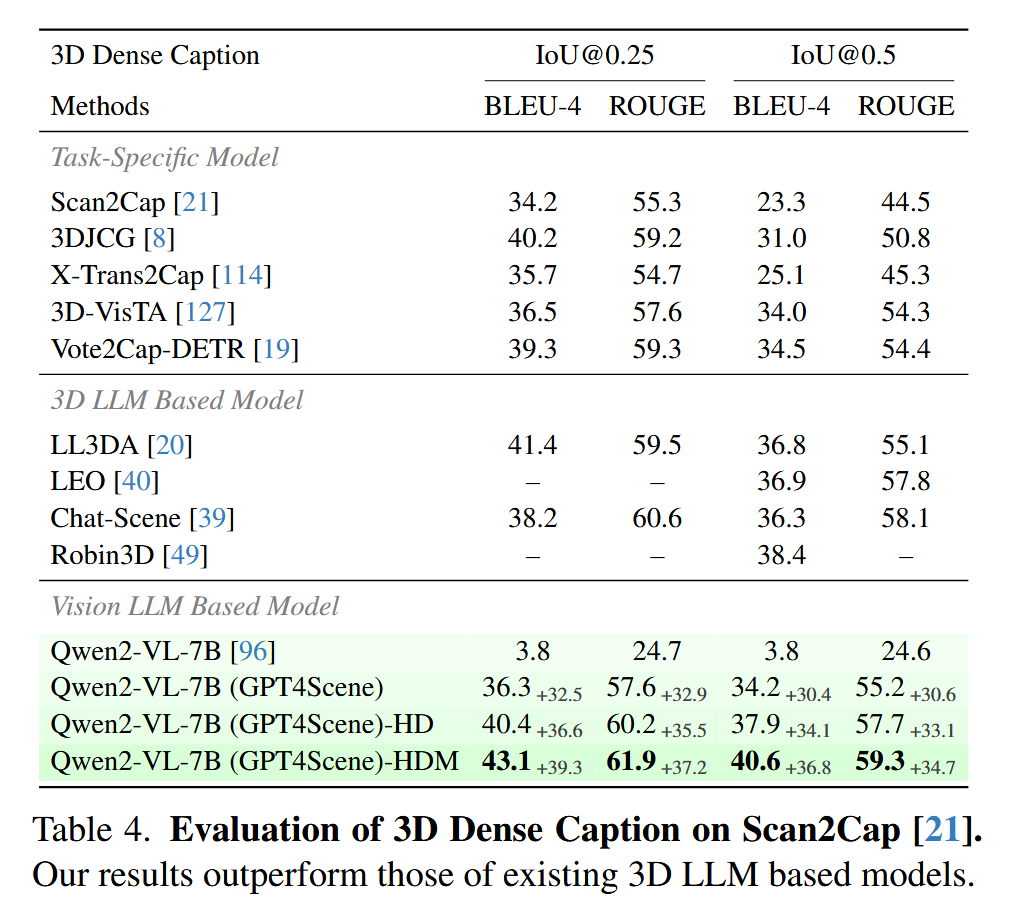 3D Dense Caption IoU@0.25 IoU@0.5
Methods BLEU-4 ROUGE BLEU-4 ROUGE
Task-Specific Model
Scan2Cap [21] 34.2 55.3 23.3 44.5
3DJCG [8] 40.2 59.2 31.0 50.8
X-Trans2Cap [114] 35.7 54.7 25.1 45.3
3D-VisTA [127] 36.5 57.6 34.0 54.3
Vote2Cap-DETR [19] 39.3 59.3 34.5 54.4
3D LLM Based Model
LL3DA [20] 41.4 59.5 36.8 55.1
LEO [40] – – 36.9 57.8
Chat-Scene [39] 38.2 60.6 36.3 58.1
Robin3D [49] – – 38.4 –
Vision LLM Based Model
Qwen2-VL-7B [96] 3.8 24.7 3.8 24.6
Qwen2-VL-7B (GPT4Scene) 36.3 +32.5 57.6 +32.9 34.2 +30.4 55.2 +30.6
Qwen2-VL-7B (GPT4Scene)-HD 40.4 +36.6 60.2 +35.5 37.9 +34.1 57.7 +33.1
Qwen2-VL-7B (GPT4Scene)-HDM 43.1 +39.3 61.9 +37.2 40.6 +36.8 59.3 +34.7
Table 4. Evaluation of 3D Dense Caption on Scan2Cap [21].
Our results outperform those of existing 3D LLM based models.